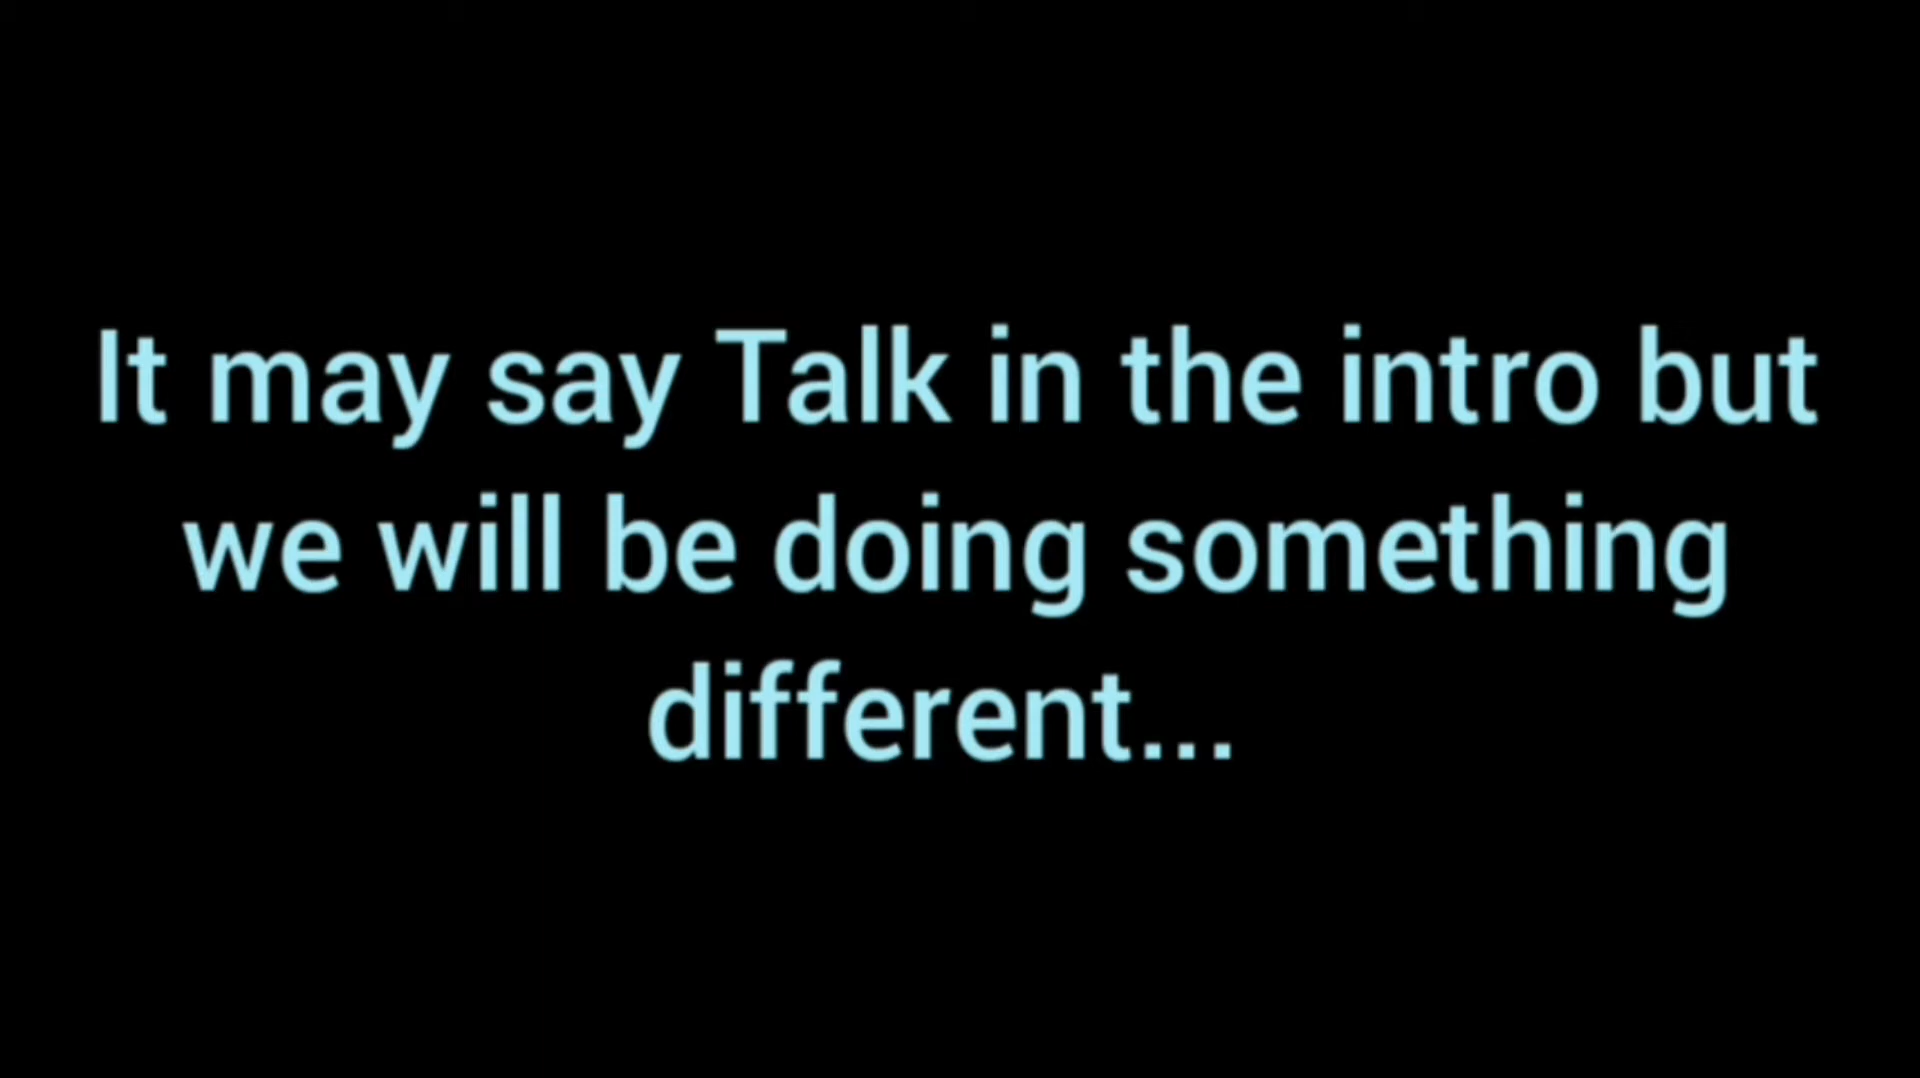 It may say Talk in the intro but
we will be doing something
different...